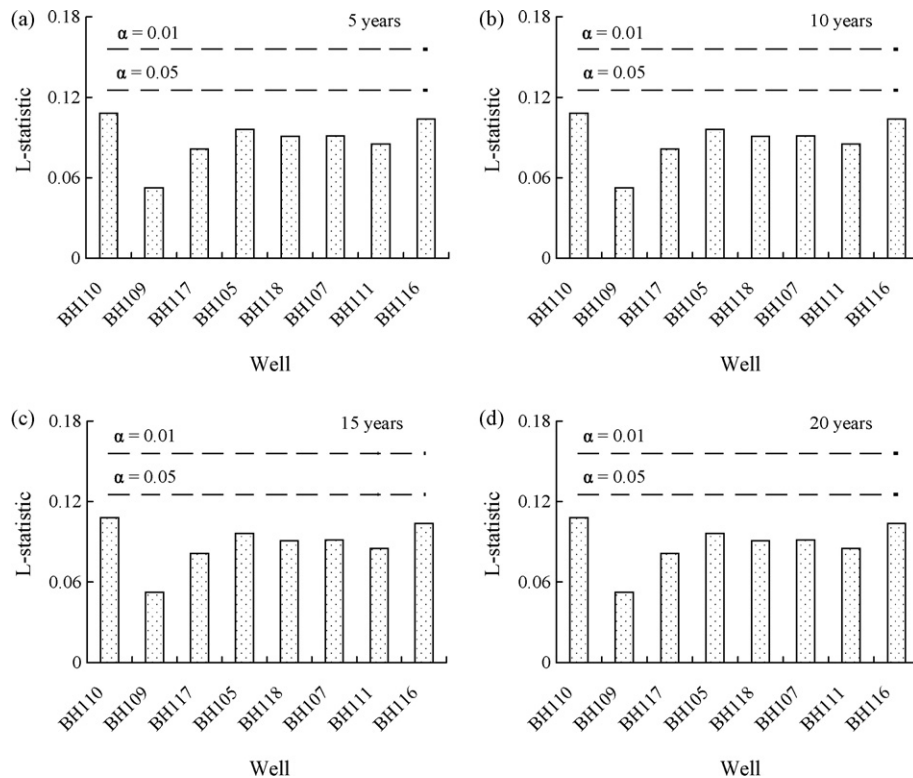 (a)
0.18
5 years
α = 0.01
α = 0.05
0.12
0.06
0
L-statistic
BH110
BH109
BH117
BH105
BH118
BH107
BH111
BH116
Well
(b)
0.18
10 years
α = 0.01
α = 0.05
0.12
0.06
0
L-statistic
BH110
BH109
BH117
BH105
BH118
BH107
BH111
BH116
Well
(c)
0.18
15 years
α = 0.01
α = 0.05
0.12
0.06
0
L-statistic
BH110
BH109
BH117
BH105
BH118
BH107
BH111
BH116
Well
(d)
0.18
20 years
α = 0.01
α = 0.05
0.12
0.06
0
L-statistic
BH110
BH109
BH117
BH105
BH118
BH107
BH111
BH116
Well